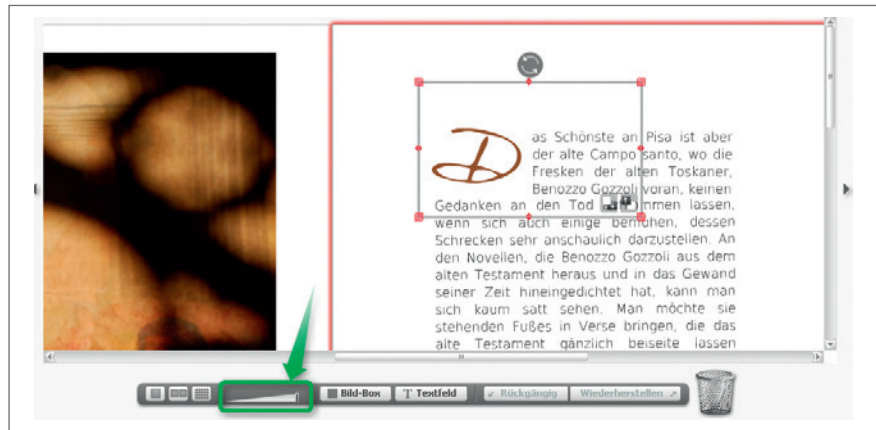 D
as Schönste an Pisa ist aber
der alte Campo santo, wo die
Fresken der alten Toskaner,
Benozzo Gozzoli voran, keinen
Gedanken an den Tod mmen lassen,
wenn sich auch einige bemühen, dessen
Schrecken sehr anschaulich darzustellen. An
den Novellen, die Benozzo Gozzoli aus dem
alten Testament heraus und in das Gewand
seiner Zeit hineingedichtet hat, kann man
sich kaum satt sehen. Man möchte sie
stehenden Fußes in Verse bringen, die das
alte Testament gänzlich beiseite lassen
Bild-Box T Textfeld Rückgängig Wiederherstellen